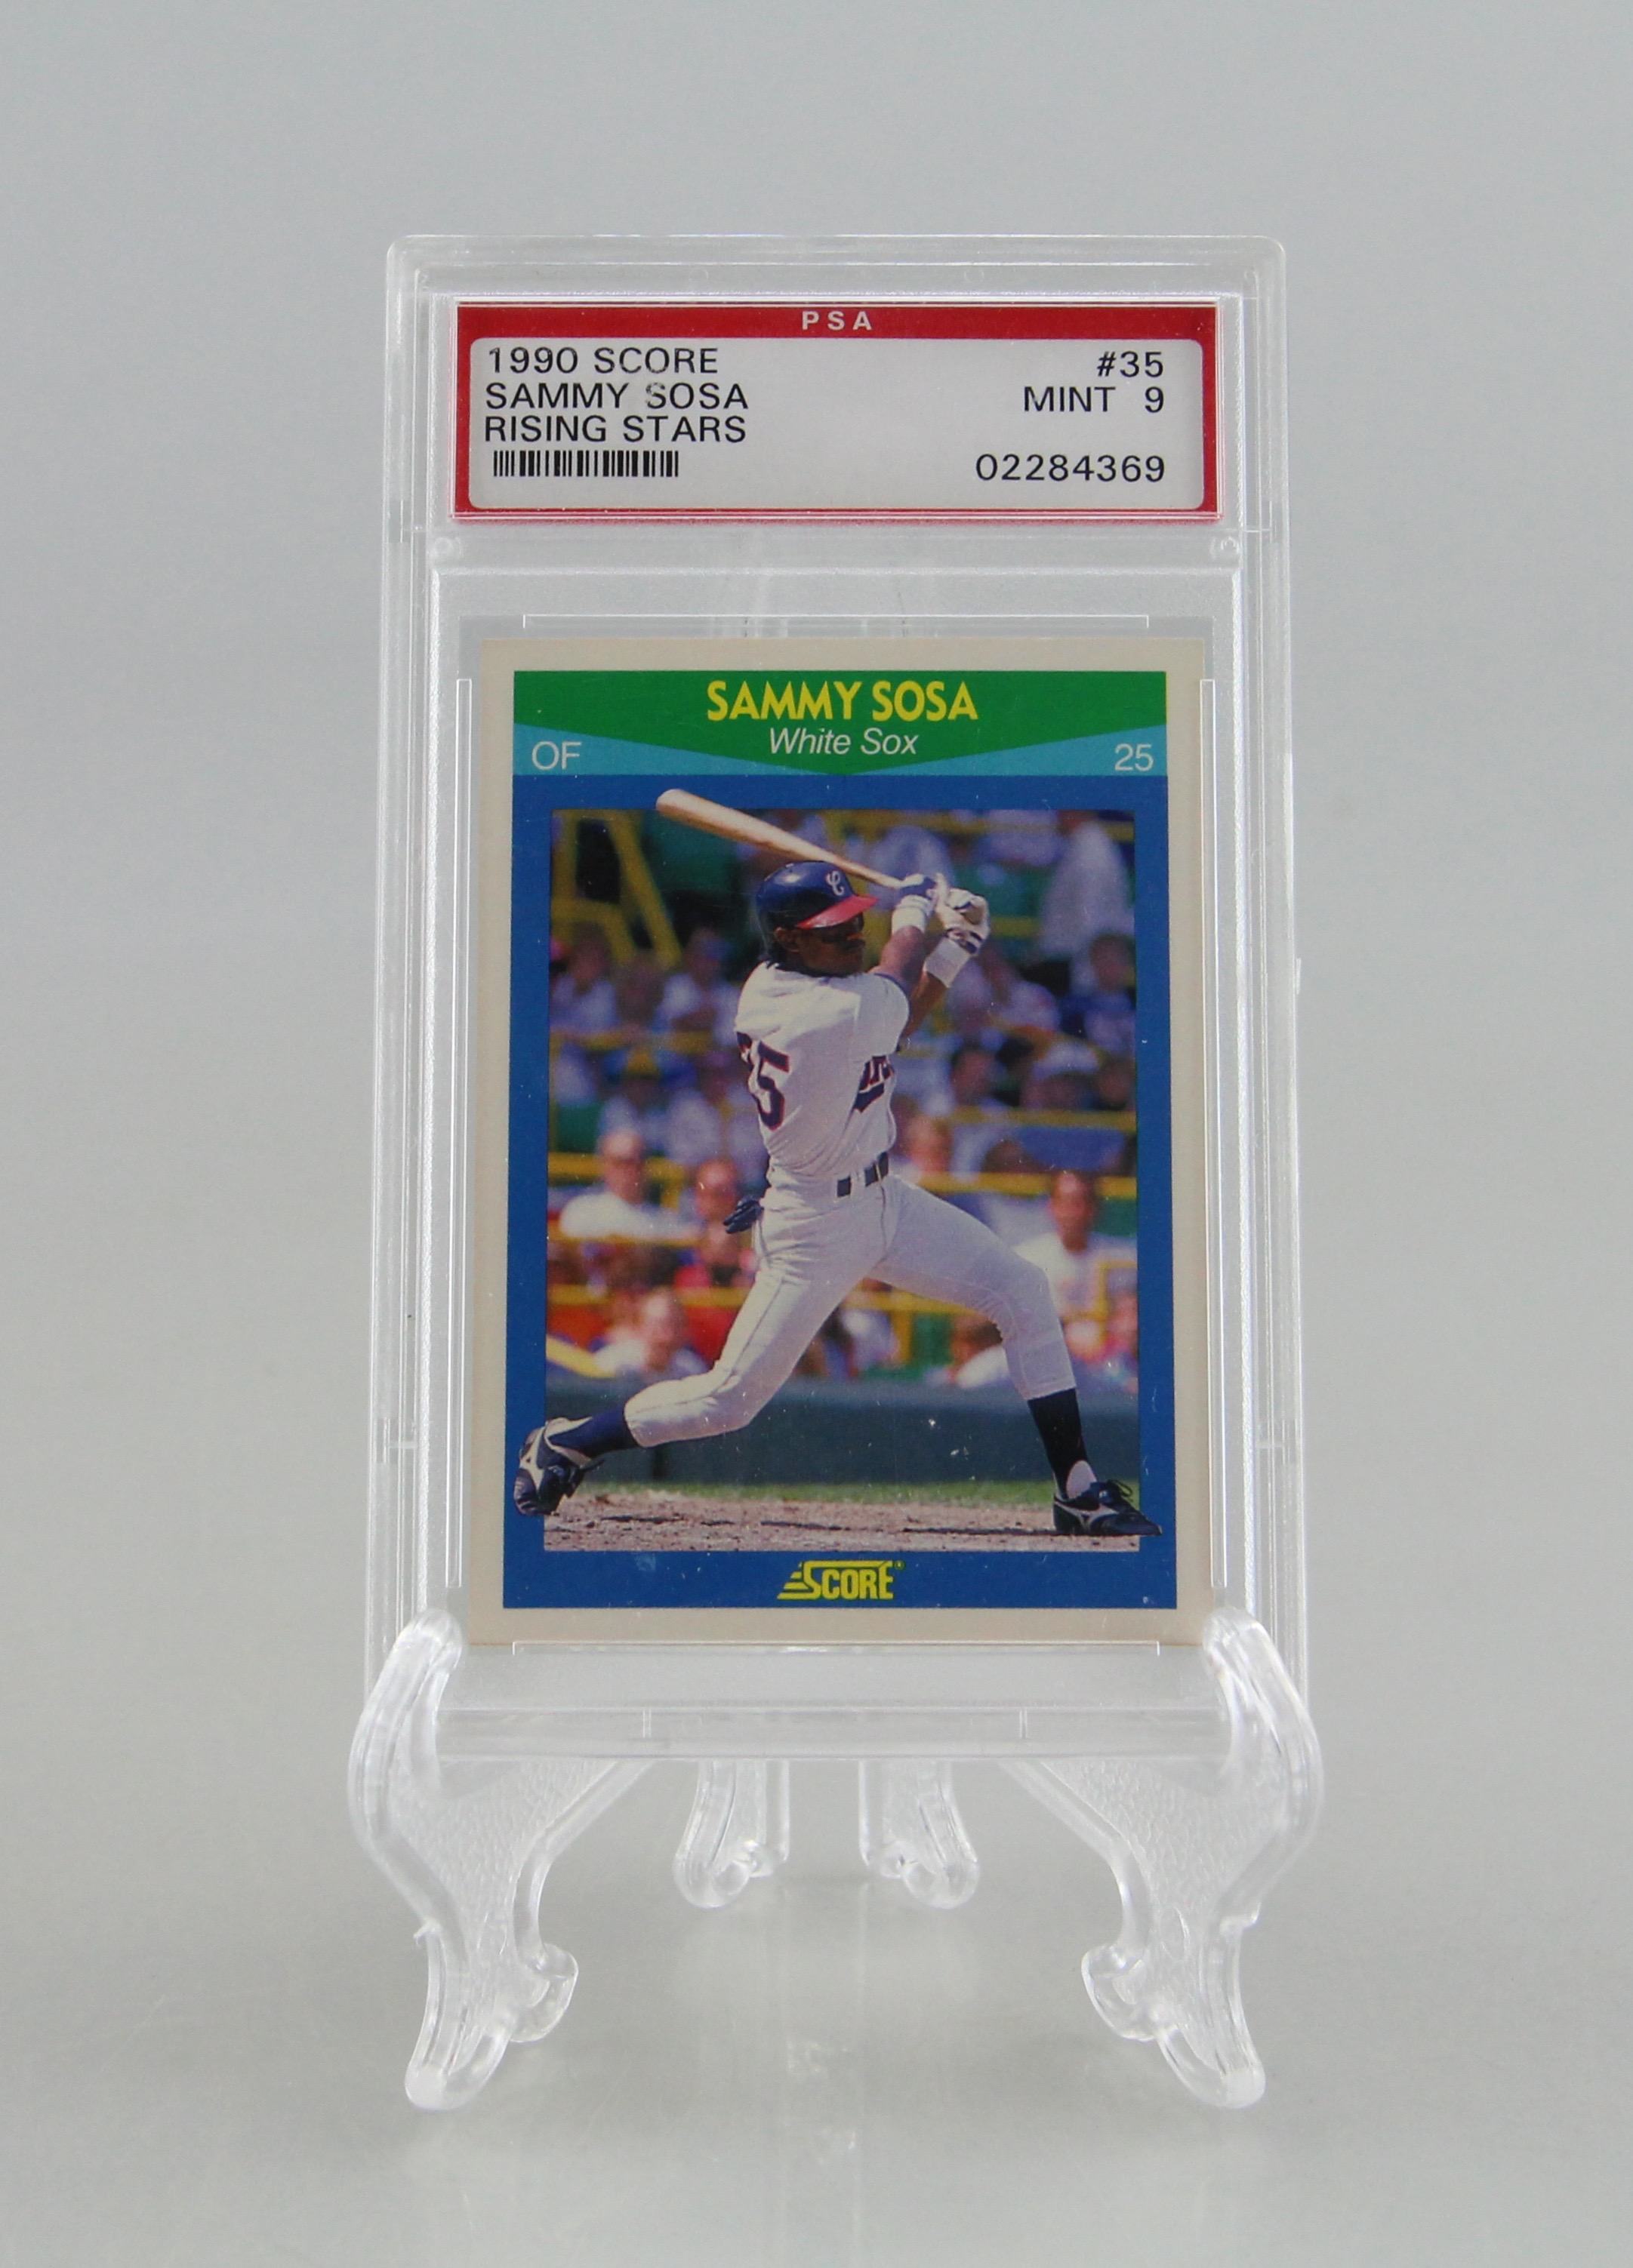 PSA
1990 SCORE #35
SAMMY SOSA MINT 9
RISING STARS
02284369
SAMMY SOSA
White Sox
OF 25
C
SCORE®